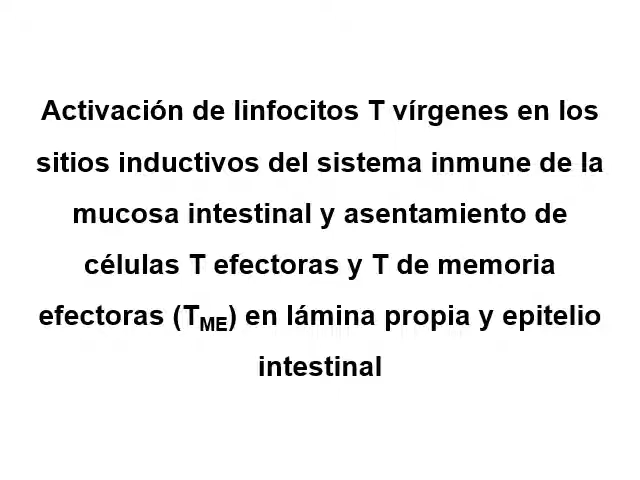 Activación de linfocitos T vírgenes en los
sitios inductivos del sistema inmune de la
mucosa intestinal y asentamiento de
células T efectoras y T de memoria
efectoras (TME) en lámina propia y epitelio
intestinal